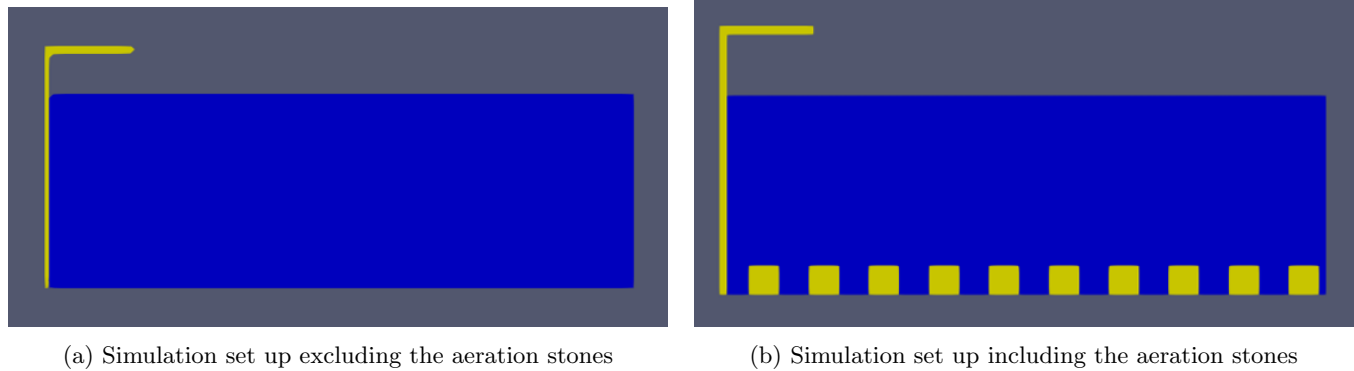 (a) Simulation set up excluding the aeration stones
(b) Simulation set up including the aeration stones